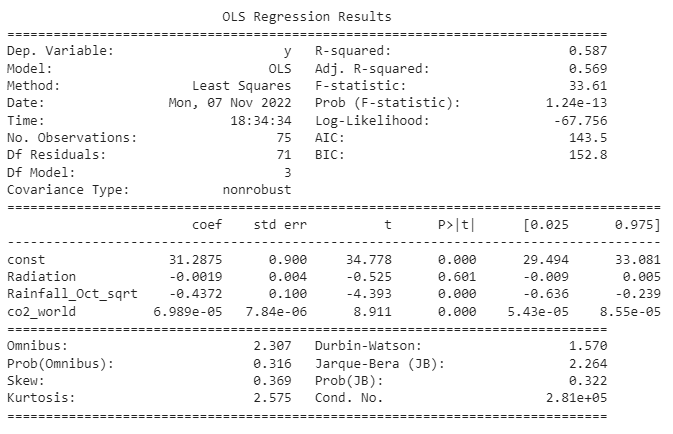 OLS Regression Results
==============================================================================
Dep. Variable: y R-squared: 0.587
Model: OLS Adj. R-squared: 0.569
Method: Least Squares F-statistic: 33.61
Date: Mon, 07 Nov 2022 Prob (F-statistic): 1.24e-13
Time: 18:34:34 Log-Likelihood: -67.756
No. Observations: 75 AIC: 143.5
Df Residuals: 71 BIC: 152.8
Df Model: 3
Covariance Type: nonrobust
=====================================================================================
coef std err t P>|t| [0.025 0.975]
-------------------------------------------------------------------------------------
const 31.2875 0.900 34.778 0.000 29.494 33.081
Radiation -0.0019 0.004 -0.525 0.601 -0.009 0.005
Rainfall_Oct_sqrt -0.4372 0.100 -4.393 0.000 -0.636 -0.239
co2_world 6.989e-05 7.84e-06 8.911 0.000 5.43e-05 8.55e-05
==============================================================================
Omnibus: 2.307 Durbin-Watson: 1.570
Prob(Omnibus): 0.316 Jarque-Bera (JB): 2.264
Skew: 0.369 Prob(JB): 0.322
Kurtosis: 2.575 Cond. No. 2.81e+05
==============================================================================